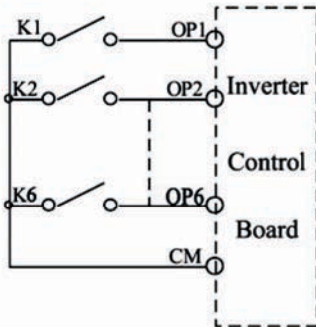 K1 OP1
K2 OP2
Inverter
Control
K6 OP6
Board
CM